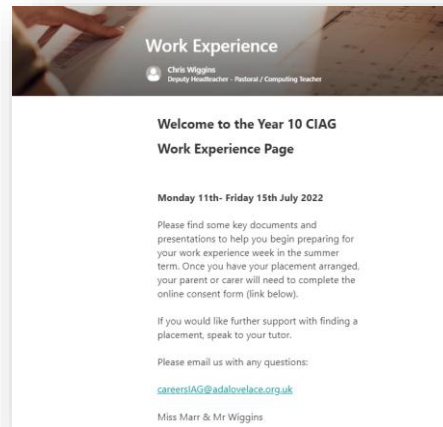 Work Experience
Chris Wiggins
Deputy Headteacher - Pastoral / Computing Teacher
Welcome to the Year 10 CIAG
Work Experience Page
Monday 11th- Friday 15th July 2022
Please find some key documents and
presentations to help you begin preparing for
your work experience week in the summer
term. Once you have your placement arranged,
your parent or carer will need to complete the
online consent form (link below).
If you would like further support with finding a
placement, speak to your tutor.
Please email us with any questions:
careersIAG@adalovelace.org.uk
Miss Marr & Mr Wiggins